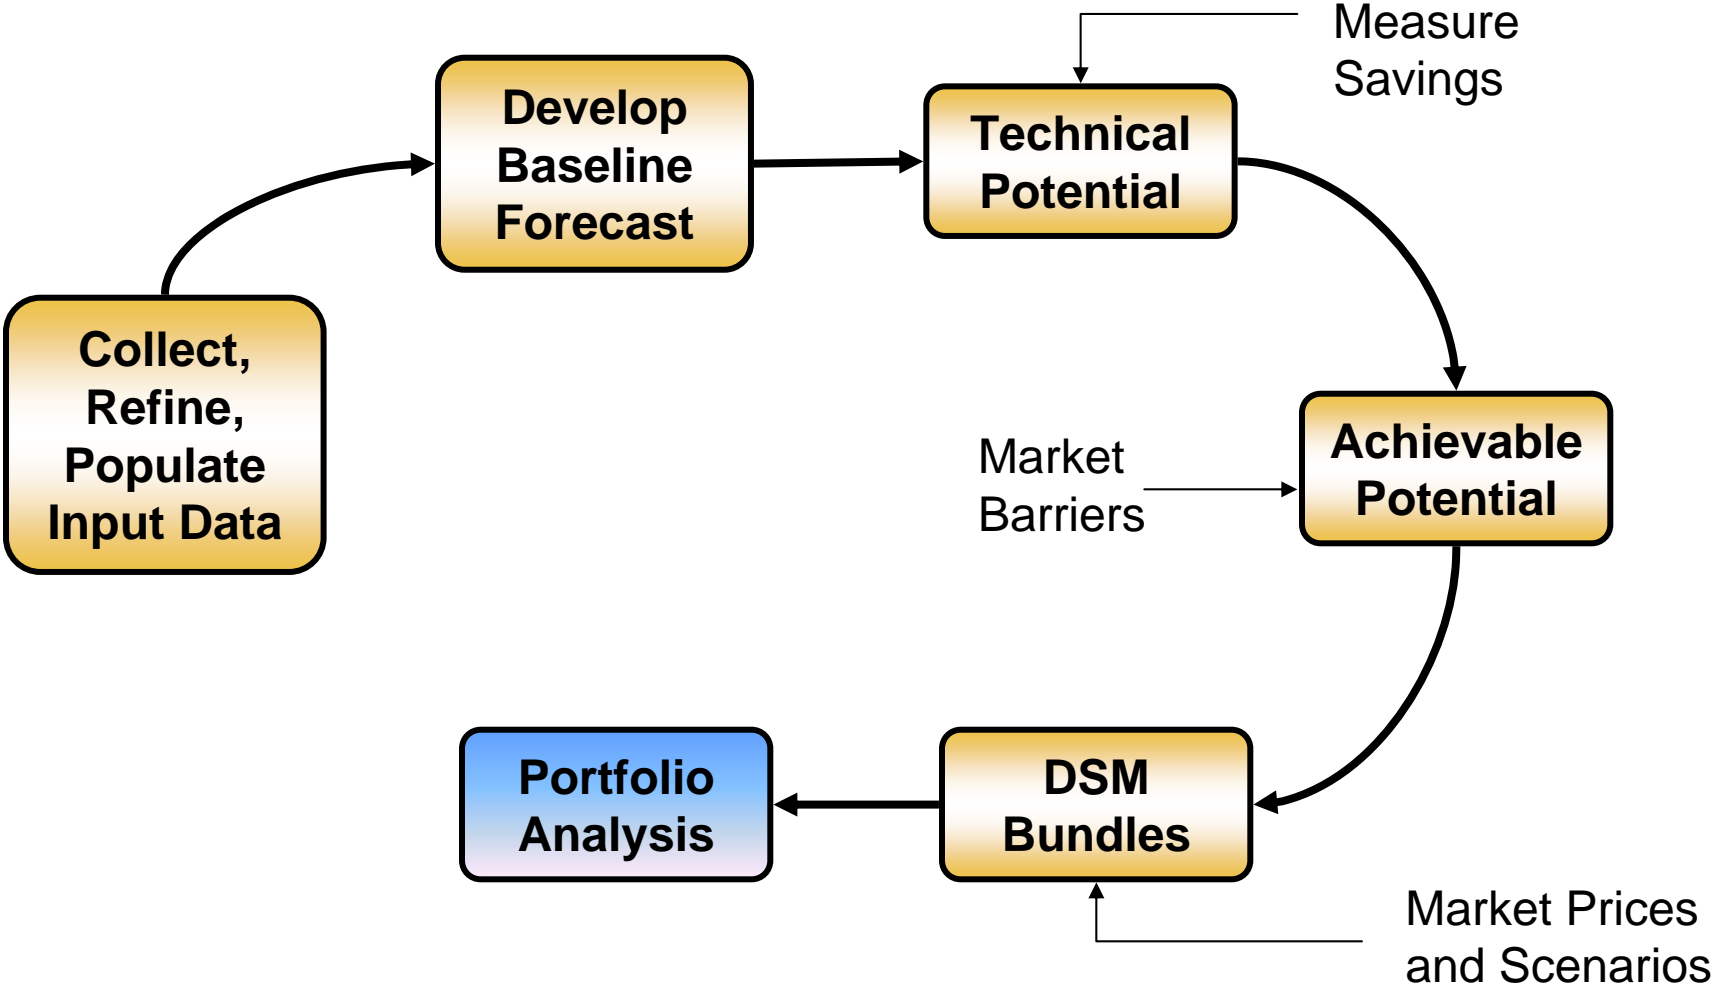 Measure
Savings
Develop
Baseline
Forecast
Technical
Potential
Collect,
Refine,
Populate
Input Data
Market
Barriers
Achievable
Potential
Portfolio
Analysis
DSM
Bundles
Market Prices
and Scenarios